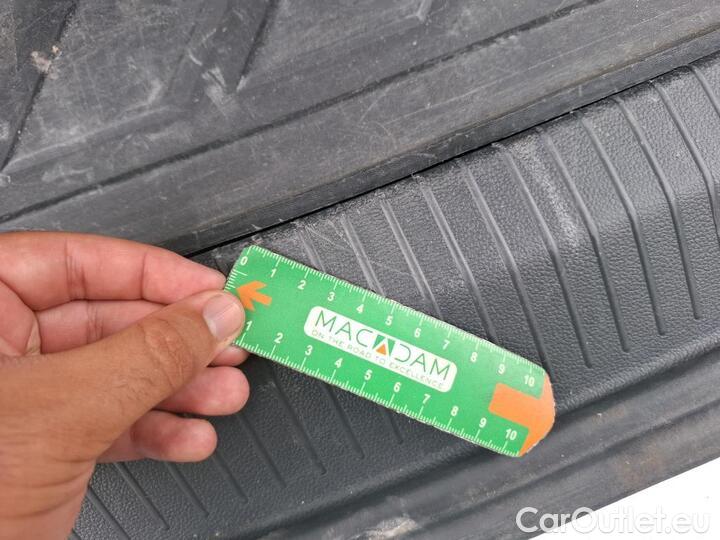 0 1 2 3 4 5 6 7 8 9 10
MACADAM
ON THE ROAD TO EXCELLENCE
1 2 3 4 5 6 7 8 9 10
CarOutlet.eu